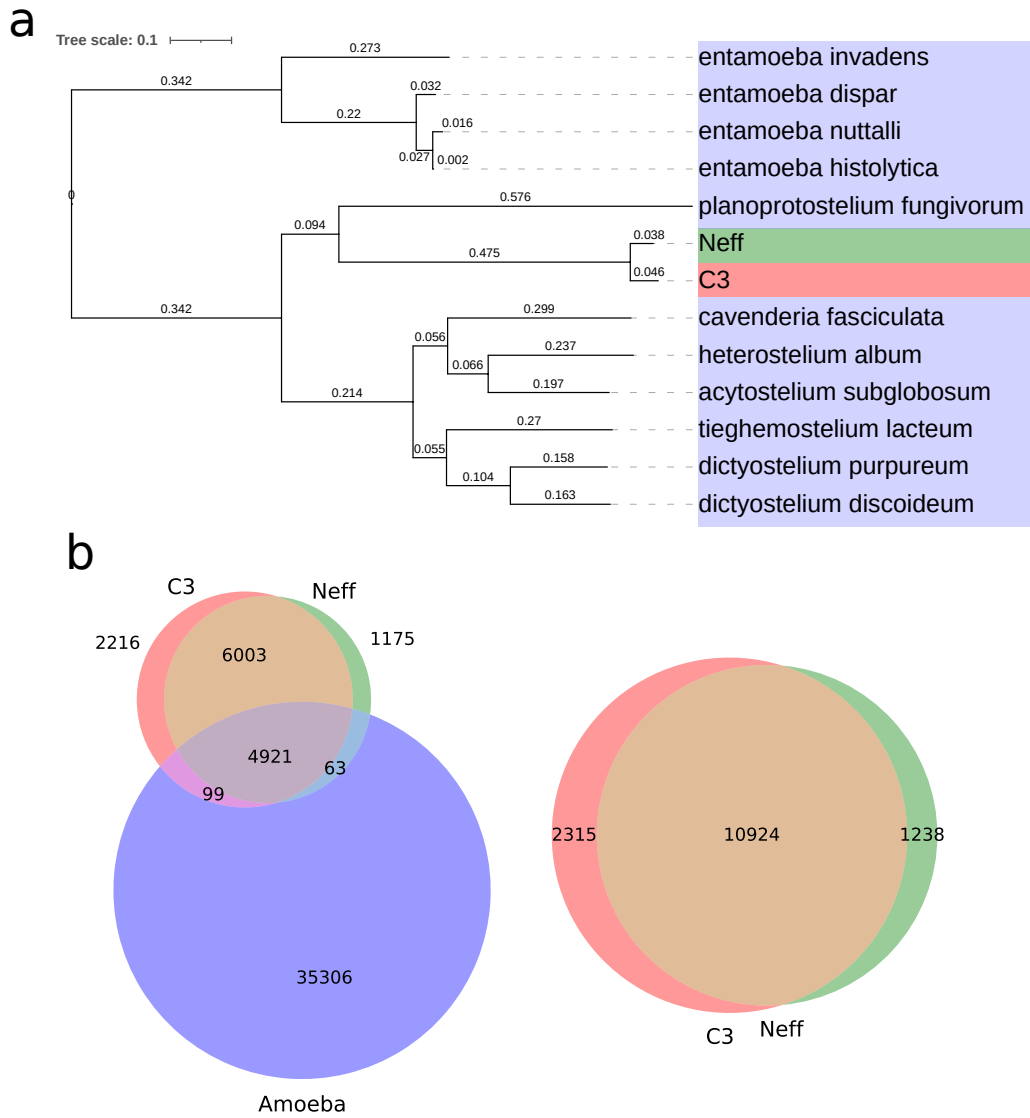 a
Tree scale: 0.1
0.273
entamoeba invadens
0.342
0.032
entamoeba dispar
0.22
0.016
entamoeba nuttalli
0.027
0.002
entamoeba histolytica
0
0.576
planoprotostelium fungivorum
0.094
0.038
Neff
0.475
0.046
C3
0.342
0.299
cavenderia fasciculata
0.056
0.237
heterostelium album
0.066
0.197
acytostelium subglobosum
0.214
0.27
tieghemostelium lacteum
0.055
0.158
dictyostelium purpureum
0.104
0.163
dictyostelium discoideum
b
C3
Neff
2216
1175
6003
4921
63
99
35306
Amoeba
2315
10924
1238
C3
Neff